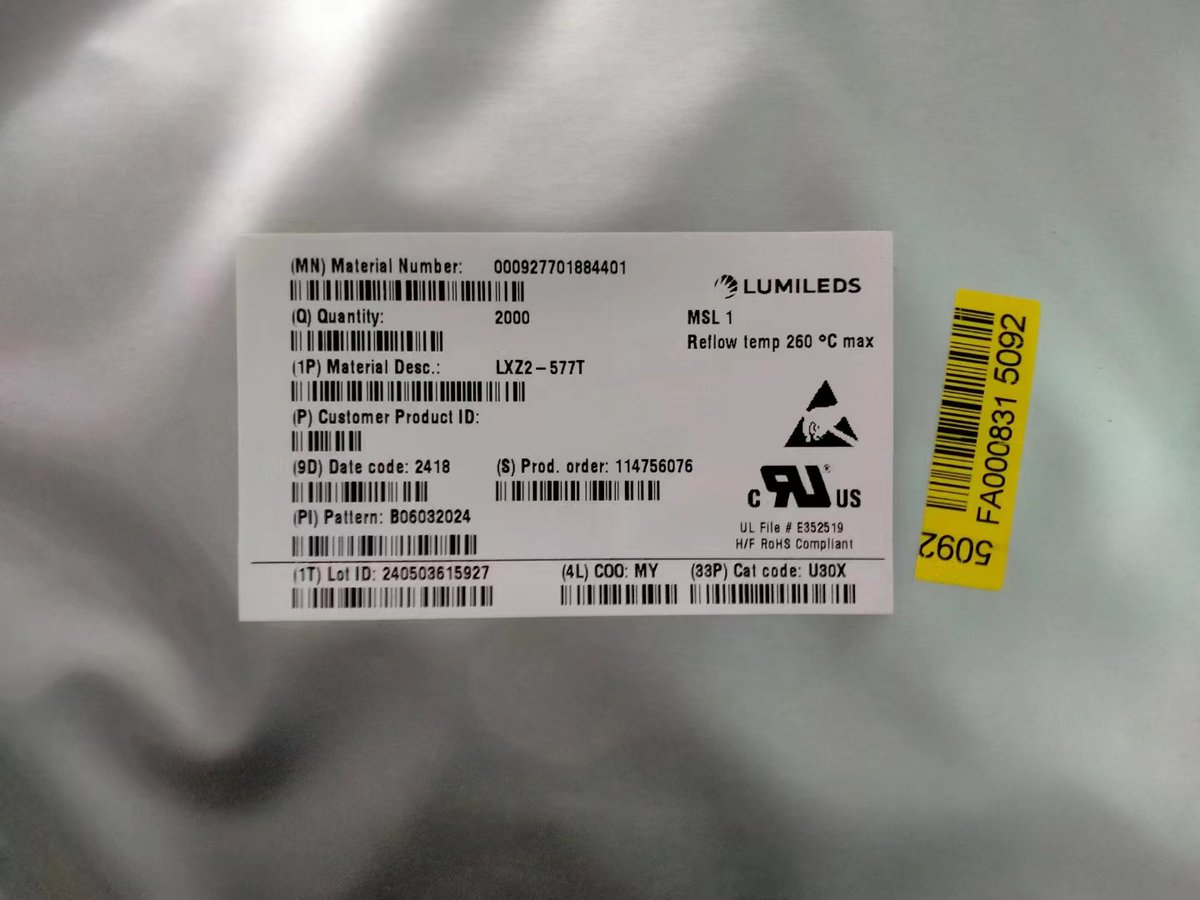 (MN) Material Number: 000927701884401
LUMILEDS
(Q) Quantity: 2000
MSL 1
Reflow temp 260 °C max
(1P) Material Desc.: LXZ2-577T
(P) Customer Product ID:
(9D) Date code: 2418 (S) Prod. order: 114756076
(PI) Pattern: B06032024
c RU ® US
UL File # E352519
H/F RoHS Compliant
(1T) Lot ID: 240503615927 (4L) COO: MY (33P) Cat code: U30X
FA000831 5092
5092